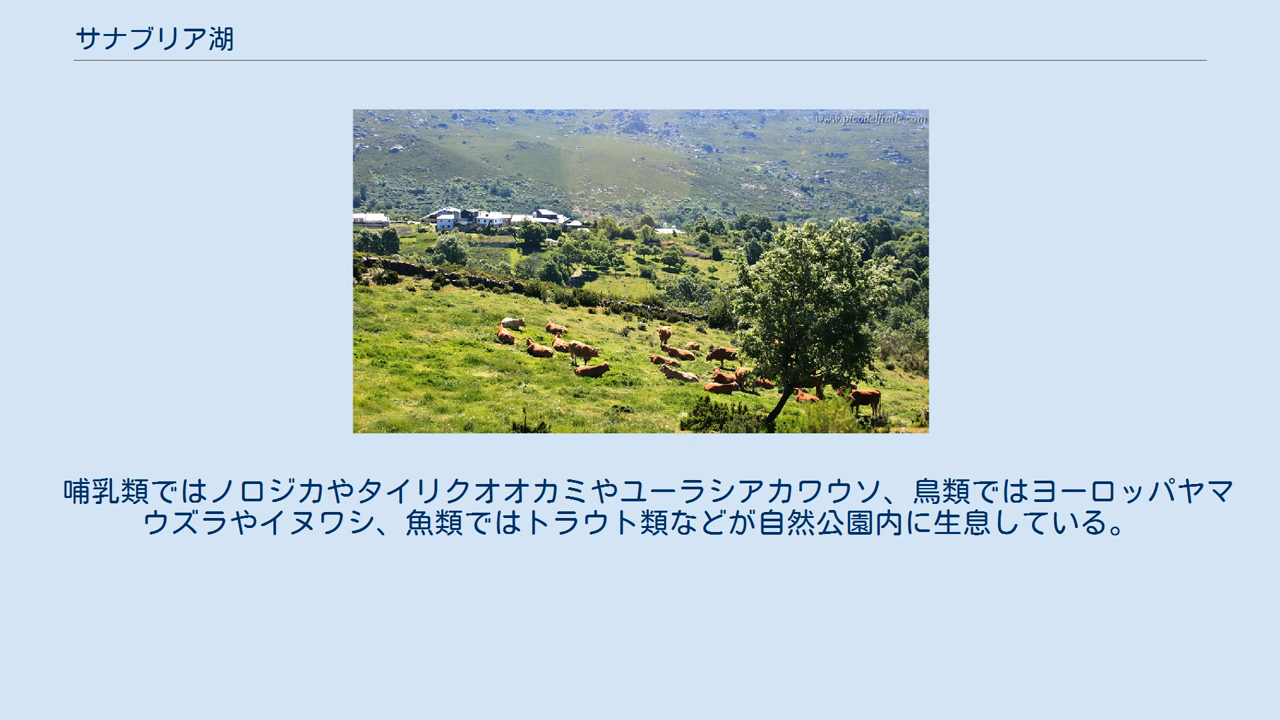 サナブリア湖
www.picodelfraile.com
哺乳類ではノロジカやタイリクオオカミやユーラシアカワウソ、鳥類ではヨーロッパヤマ
ウズラやイヌワシ、魚類ではトラウト類などが自然公園内に生息している。